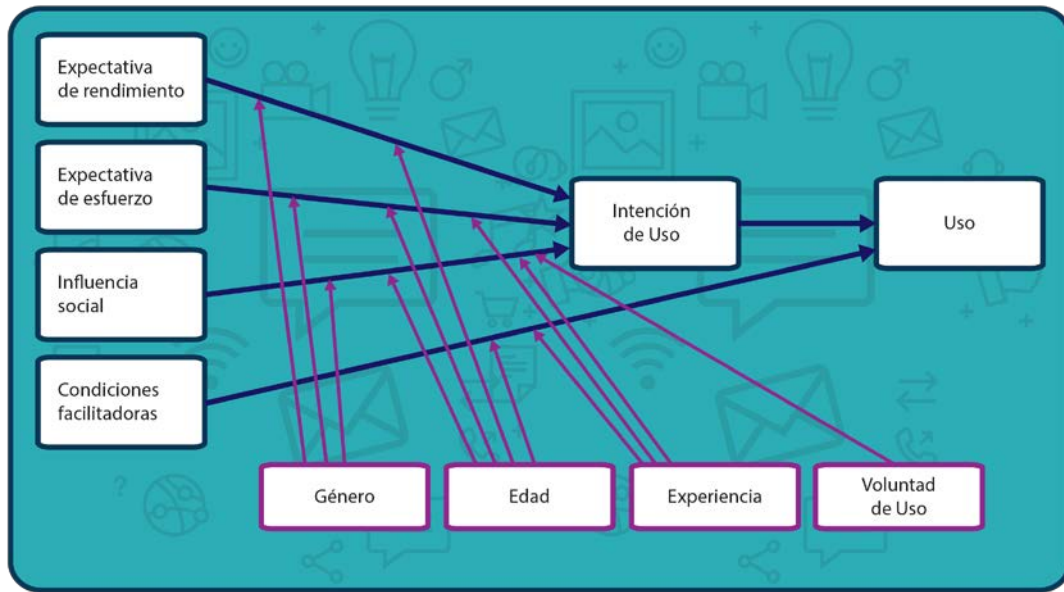 Expectativa
de rendimiento
Expectativa
de esfuerzo
Influencia
social
Condiciones
facilitadoras
Intención
de Uso
Uso
Género
Edad
Experiencia
Voluntad
de Uso
?